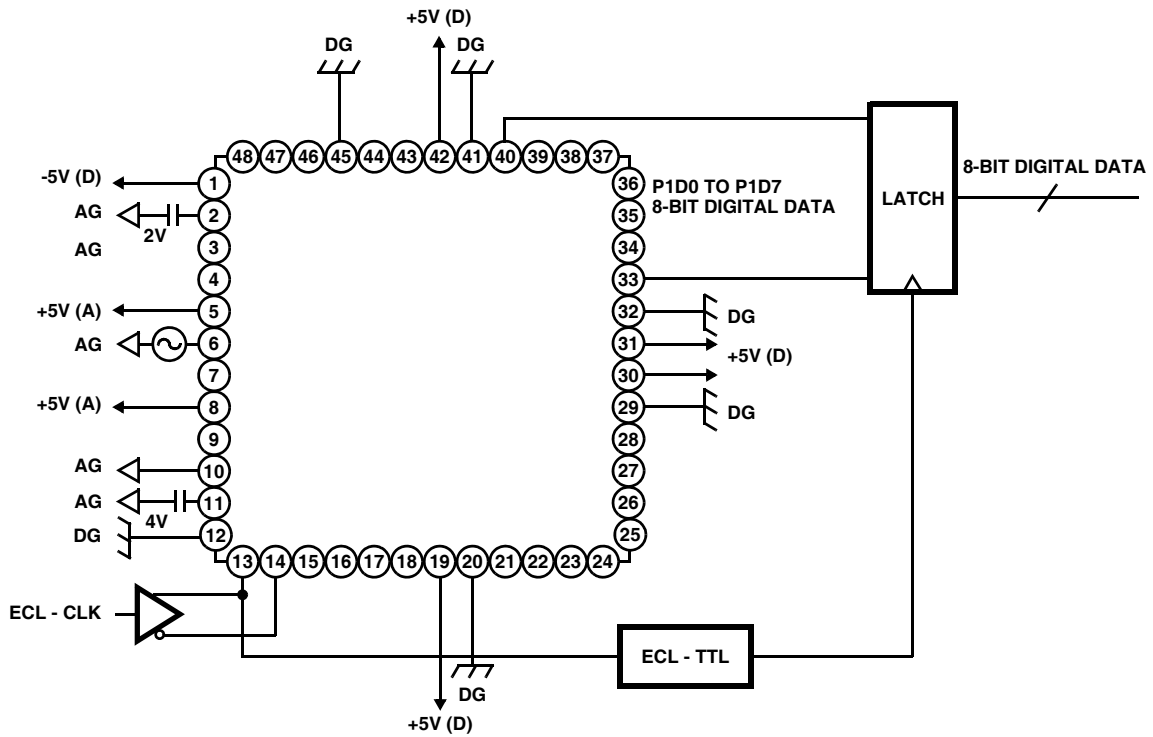 +5V (D)
DG
DG
48 47 46 45 44 43 42 41 40 39 38 37
-5V (D)
AG
2V
AG
+5V (A)
AG
+5V (A)
AG
AG
4V
DG
1
2
3
4
5
6
7
8
9
10
11
12
36
35
34
33
32
31
30
29
28
27
26
25
P1D0 TO P1D7
8-BIT DIGITAL DATA
LATCH
8-BIT DIGITAL DATA
DG
+5V (D)
DG
13 14 15 16 17 18 19 20 21 22 23 24
ECL - CLK
ECL - TTL
DG
+5V (D)